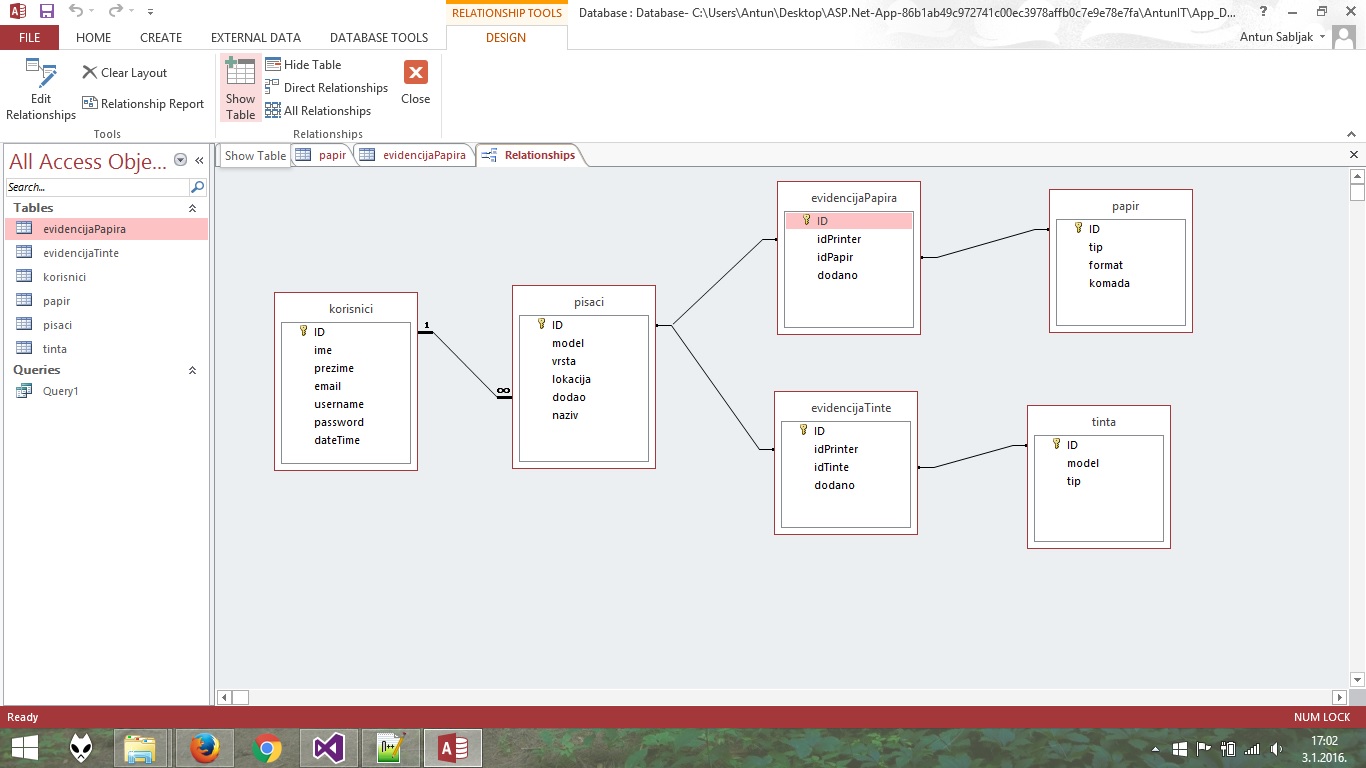 RELATIONSHIP TOOLS
Database : Database- C:\Users\Antun\Desktop\ASP.Net-App-86b1ab49c972741c00ec3978affb0c7e9e78e7fa\AntunIT\App_D...
?
FILE
HOME
CREATE
EXTERNAL DATA
DATABASE TOOLS
DESIGN
Antun Sabljak
Edit
Relationships
Clear Layout
Relationship Report
Tools
Show
Table
Hide Table
Direct Relationships
All Relationships
Close
Relationships
All Access Obje...
Search...
Tables
evidencijaPapira
evidencijaTinte
korisnici
papir
pisaci
tinta
Queries
Query1
Show Table
papir
evidencijaPapira
Relationships
korisnici
ID
ime
prezime
email
username
password
dateTime
1
∞
pisaci
ID
model
vrsta
lokacija
dodao
naziv
evidencijaPapira
ID
idPrinter
idPapir
dodano
papir
ID
tip
format
komada
evidencijaTinte
ID
idPrinter
idTinte
dodano
tinta
ID
model
tip
Ready
NUM LOCK
17:02
3.1.2016.